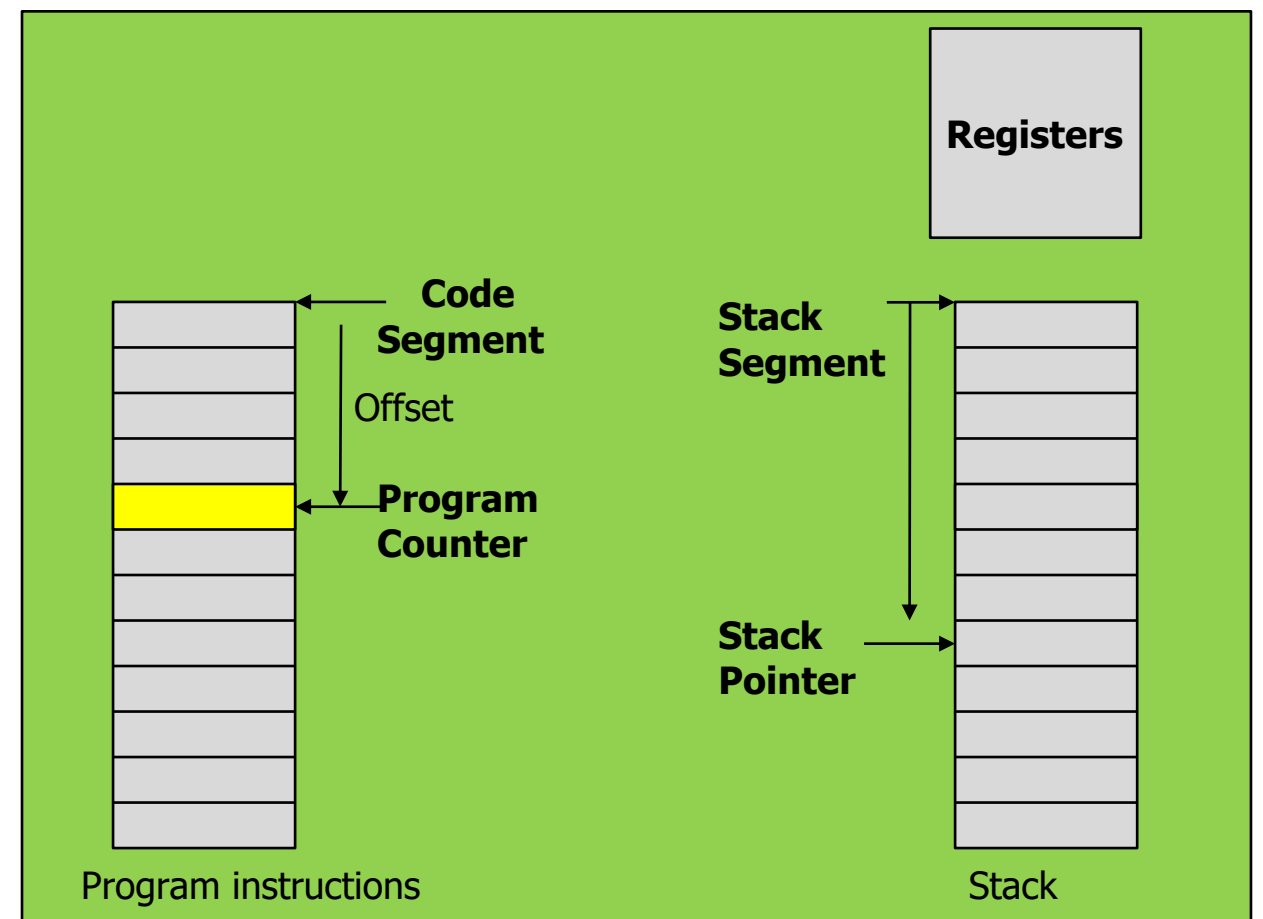 Registers
Code
Segment
Offset
Program
Counter
Stack
Segment
Stack
Pointer
Program instructions
Stack